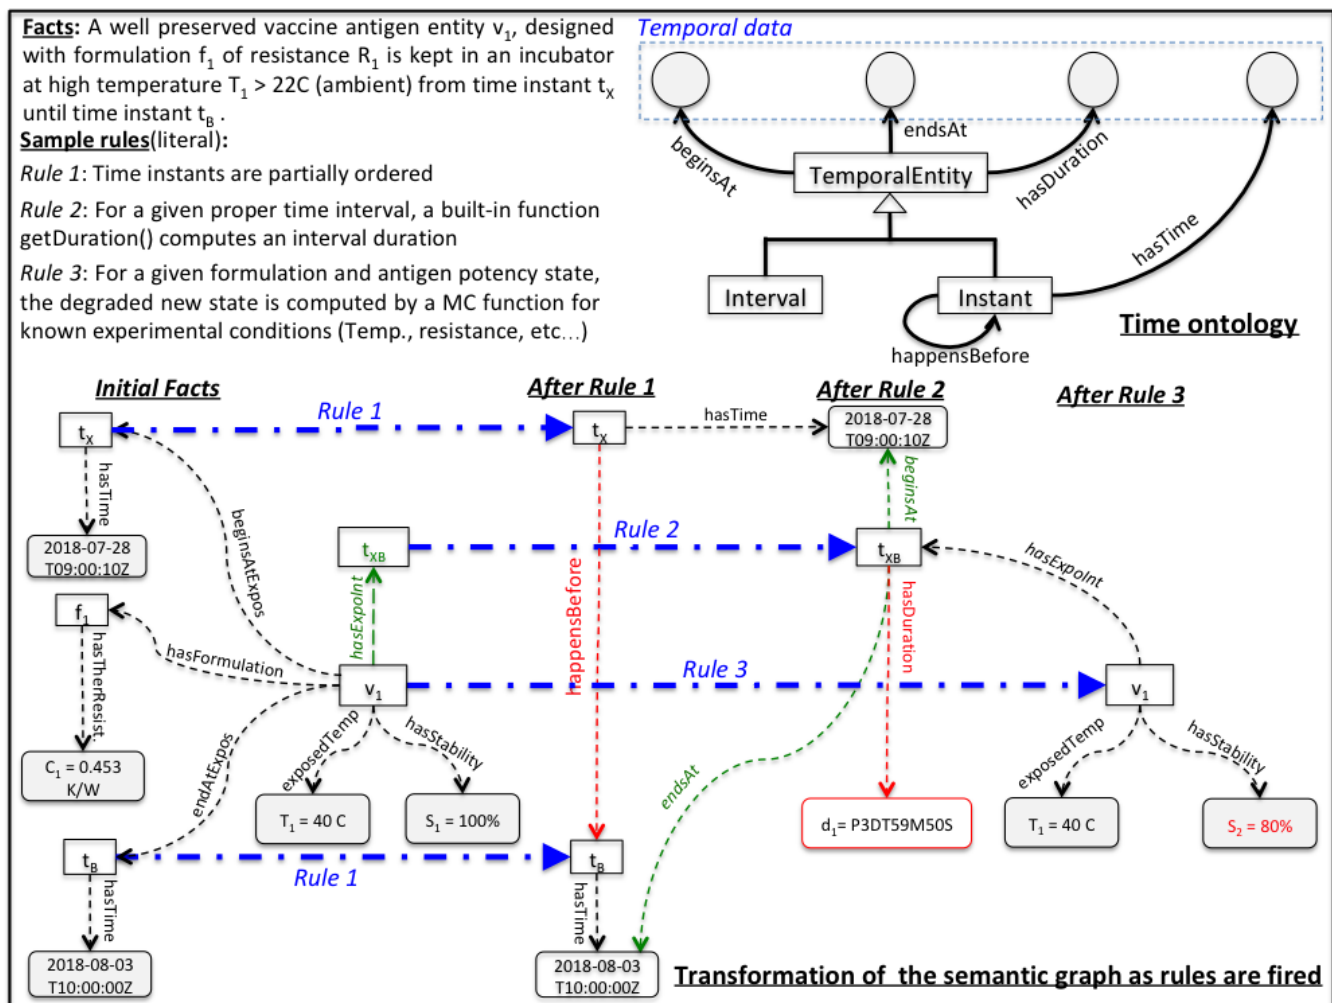 Facts: A well preserved vaccine antigen entity v1, designed
with formulation f1 of resistance R1 is kept in an incubator
at high temperature T1 > 22C (ambient) from time instant tX
until time instant tB .
Sample rules(literal):
Rule 1: Time instants are partially ordered
Rule 2: For a given proper time interval, a built-in function
getDuration() computes an interval duration
Rule 3: For a given formulation and antigen potency state,
the degraded new state is computed by a MC function for
known experimental conditions (Temp., resistance, etc...)
Temporal data
beginsAt
endsAt
hasDuration
hasTime
TemporalEntity
Interval
Instant
happensBefore
Time ontology
Initial Facts
After Rule 1
After Rule 2
After Rule 3
tX
Rule 1
tX
hasTime
2018-07-28
T09:00:10Z
hasTime
beginsAtExpos
beginsAt
2018-07-28
T09:00:10Z
tXB
Rule 2
tXB
hasExpoInt
f1
hasFormulation
hasExpoInt
happensBefore
hasDuration
hasTherResist.
v1
Rule 3
v1
exposedTemp
hasStability
exposedTemp
hasStability
C1 = 0.453
K/W
endAtExpos
T1 = 40 C
S1 = 100%
endsAt
d1= P3DT59M50S
T1 = 40 C
S2 = 80%
tB
Rule 1
tB
hasTime
hasTime
2018-08-03
T10:00:00Z
2018-08-03
T10:00:00Z
Transformation of the semantic graph as rules are fired